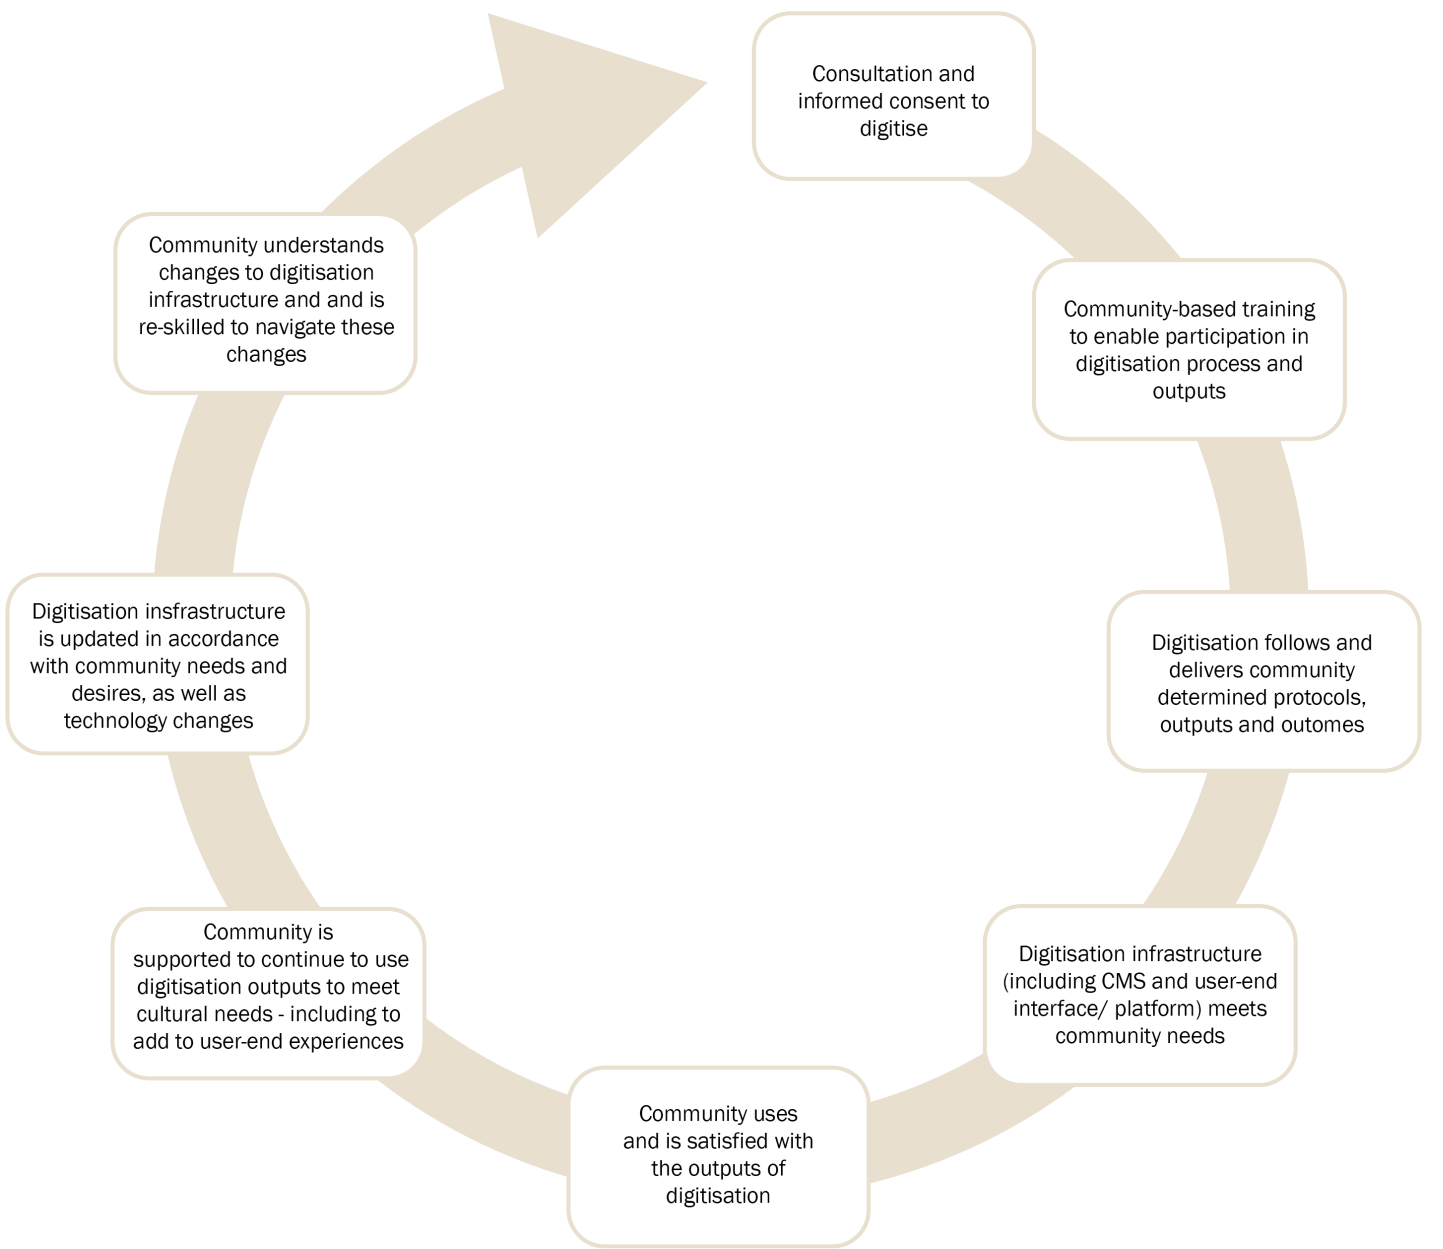 Consultation and
informed consent to
digitise
Community-based training
to enable participation in
digitisation process and
outputs
Digitisation follows and
delivers community
determined protocols,
outputs and outomes
Digitisation infrastructure
(including CMS and user-end
interface/ platform) meets
community needs
Community uses
and is satisfied with
the outputs of
digitisation
Community is
supported to continue to use
digitisation outputs to meet
cultural needs - including to
add to user-end experiences
Digitisation insfrastructure
is updated in accordance
with community needs and
desires, as well as
technology changes
Community understands
changes to digitisation
infrastructure and and is
re-skilled to navigate these
changes